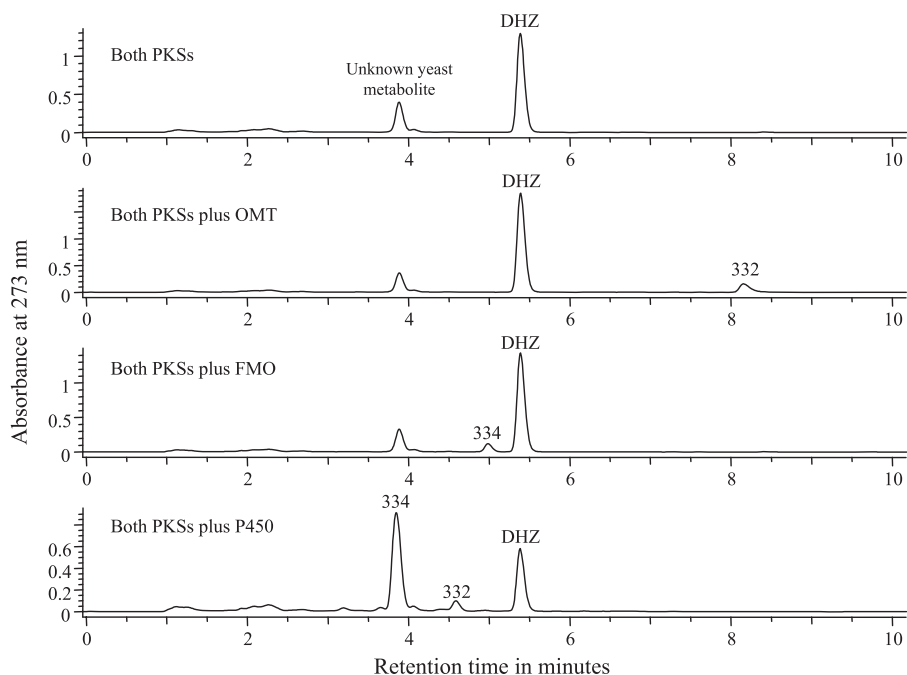 Both PKSs
Unknown yeast
metabolite
DHZ
1
0.5
0
0 2 4 6 8 10
Both PKSs plus OMT
DHZ
332
1
0.5
0
0 2 4 6 8 10
Both PKSs plus FMO
334
DHZ
1
0.5
0
0 2 4 6 8 10
Both PKSs plus P450
334
332
DHZ
0.6
0.4
0.2
0
0 2 4 6 8 10
Absorbance at 273 nm
Retention time in minutes